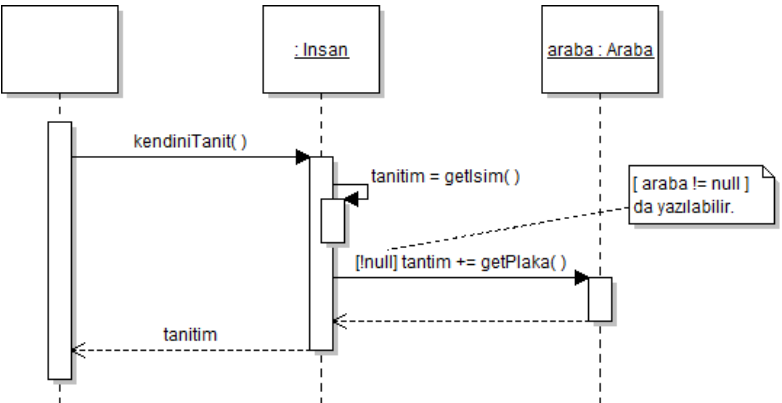 : Insan
araba : Araba
kendiniTanit( )
tanitim = getIsim( )
[ araba != null ]
da yazılabilir.
[!null] tantim += getPlaka( )
tanitim